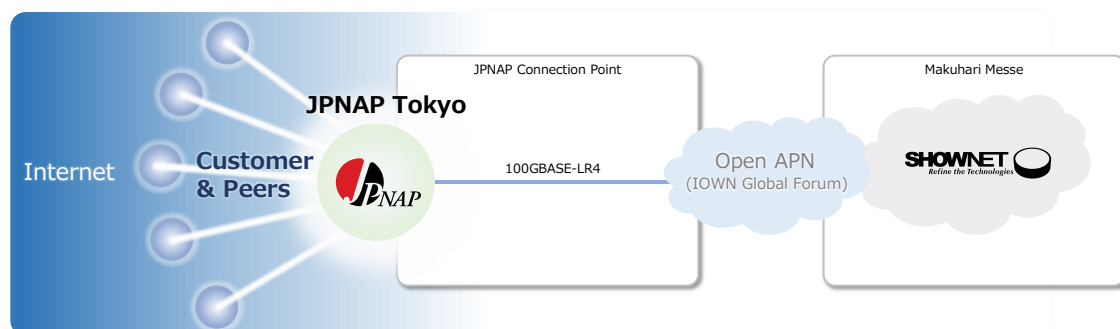 Internet
Customer
& Peers
JPNAP Tokyo
JPNAP
JPNAP Connection Point
100GBASE-LR4
Open APN
(IOWN Global Forum)
Makuhari Messe
SHOWNET
Refine the Technologies